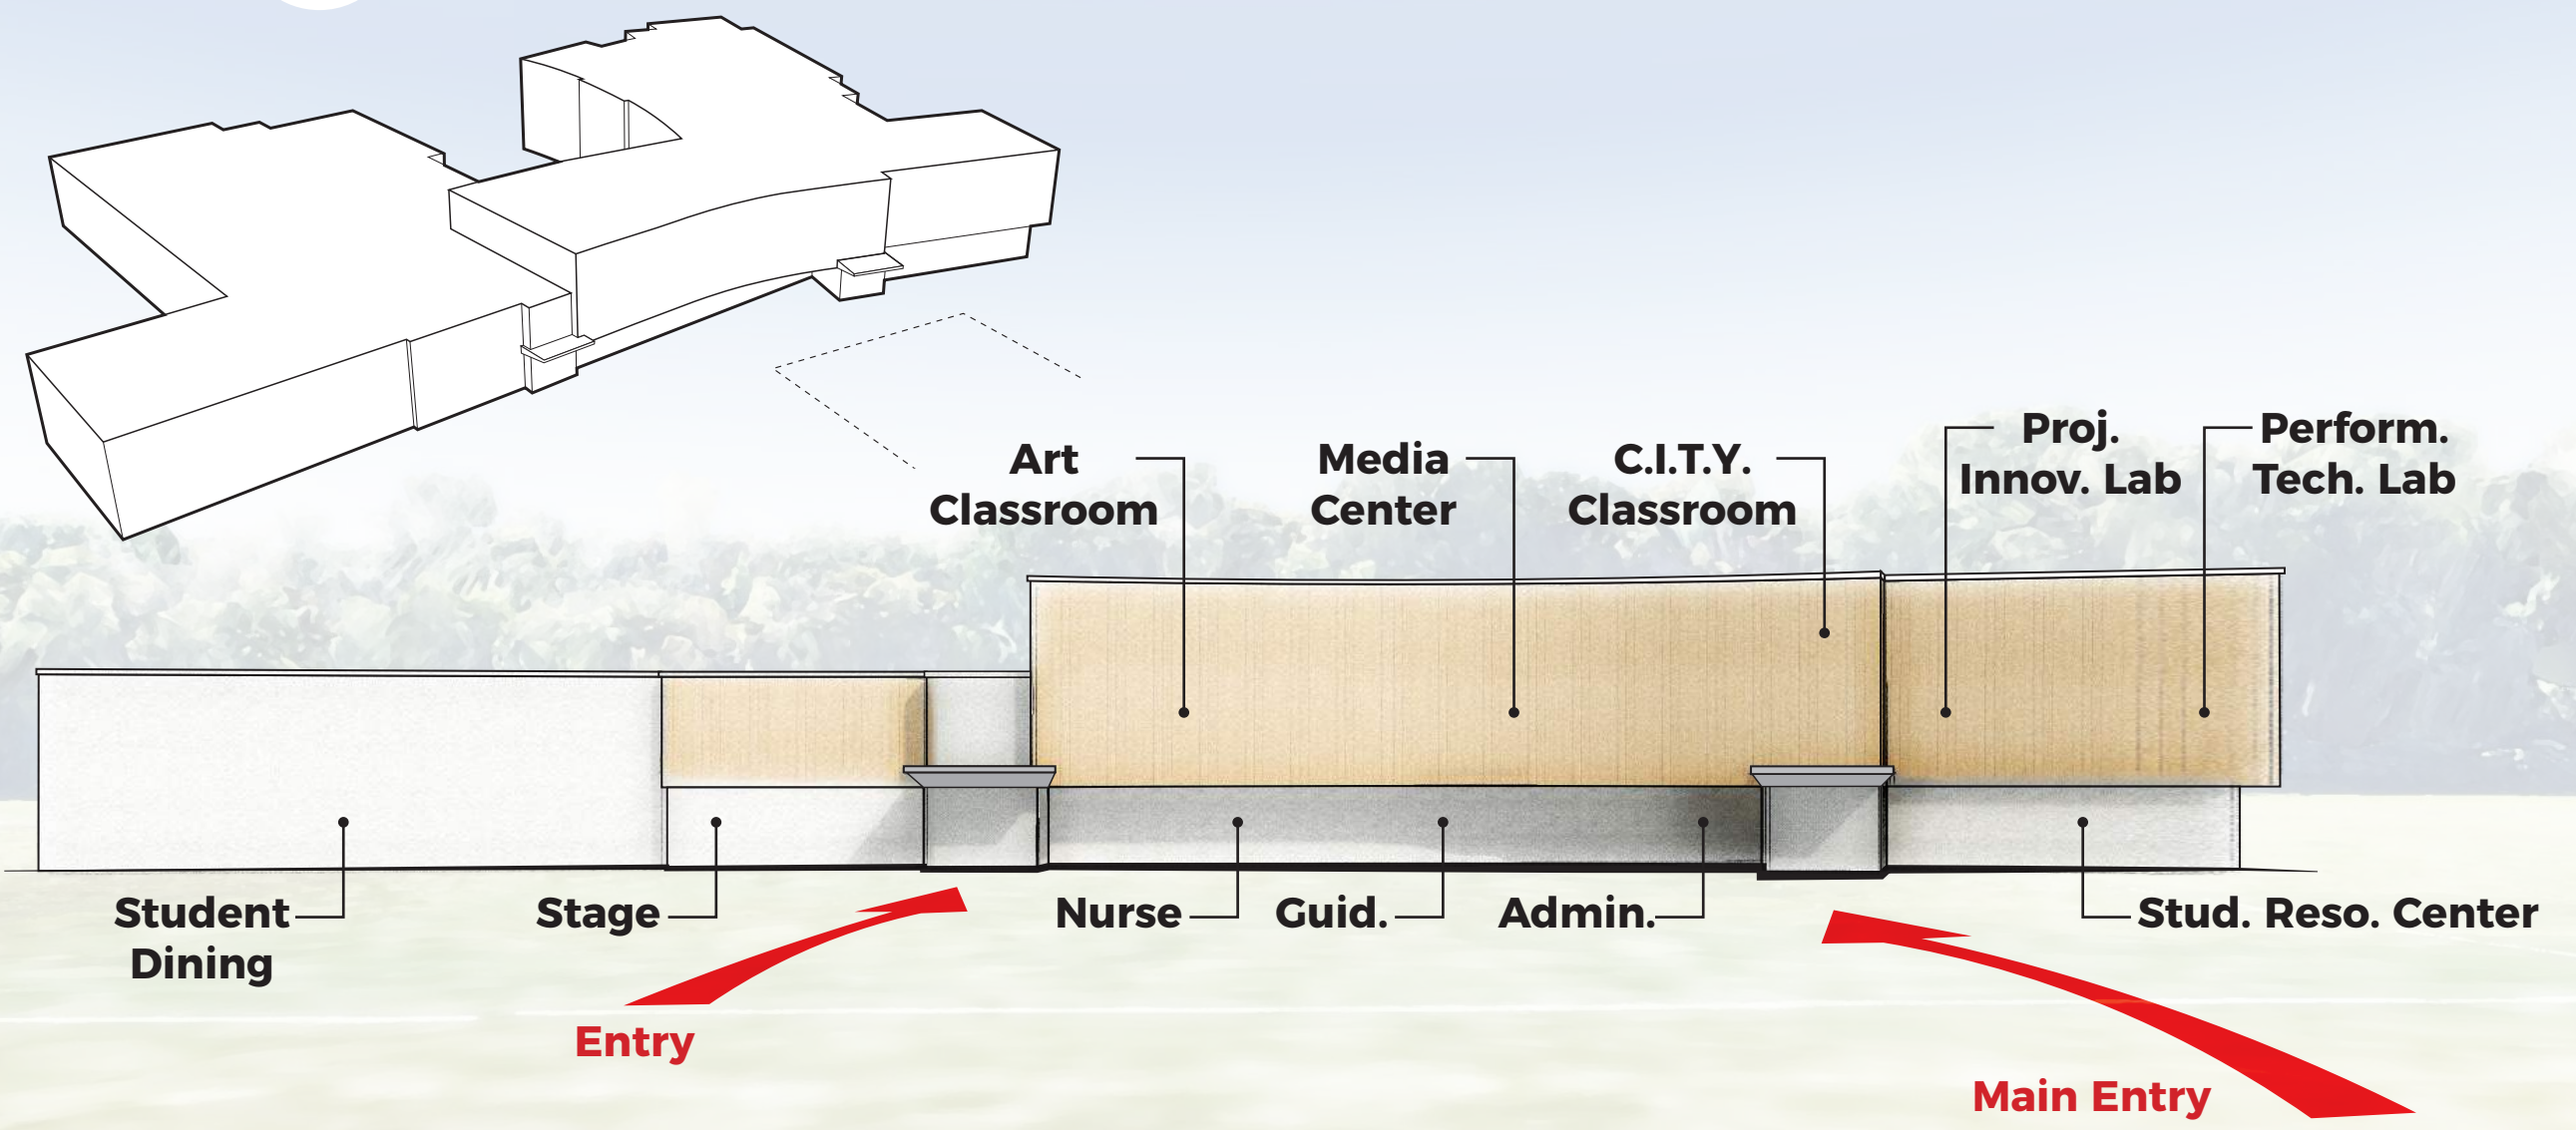 Art
Classroom
Media
Center
C.I.T.Y.
Classroom
Proj.
Innov. Lab
Perform.
Tech. Lab
Student
Dining
Stage
Nurse
Guid.
Admin.
Stud. Reso. Center
Entry
Main Entry